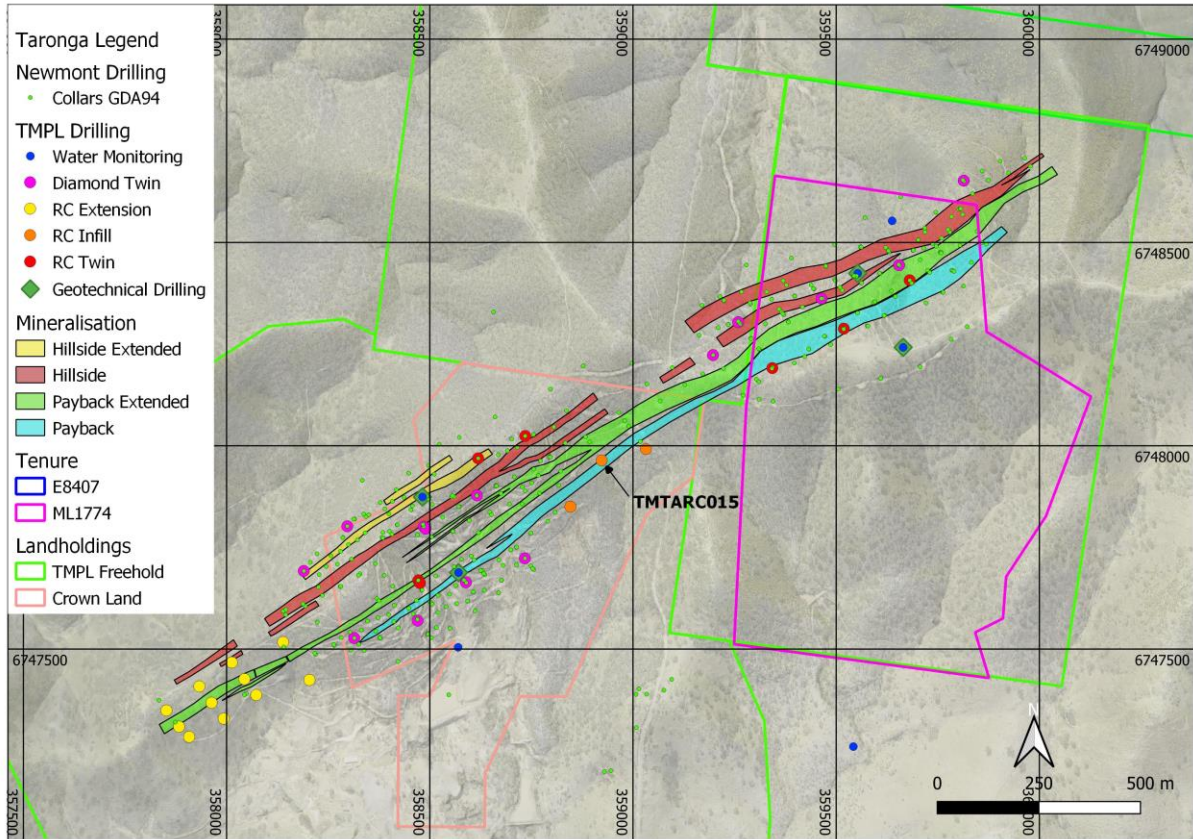 Taronga Legend
Newmont Drilling
Collars GDA94
TMPL Drilling
Water Monitoring
Diamond Twin
RC Extension
RC Infill
RC Twin
Geotechnical Drilling
Mineralisation
Hillside Extended
Hillside
Payback Extended
Payback
Tenure
E8407
ML1774
Landholdings
TMPL Freehold
Crown Land
358500
359000
359500
360000
6749000
6748500
6748000
TMTARC015
6747500
6747500
N
0 250 500 m
357500
358000
358500
359000
359500